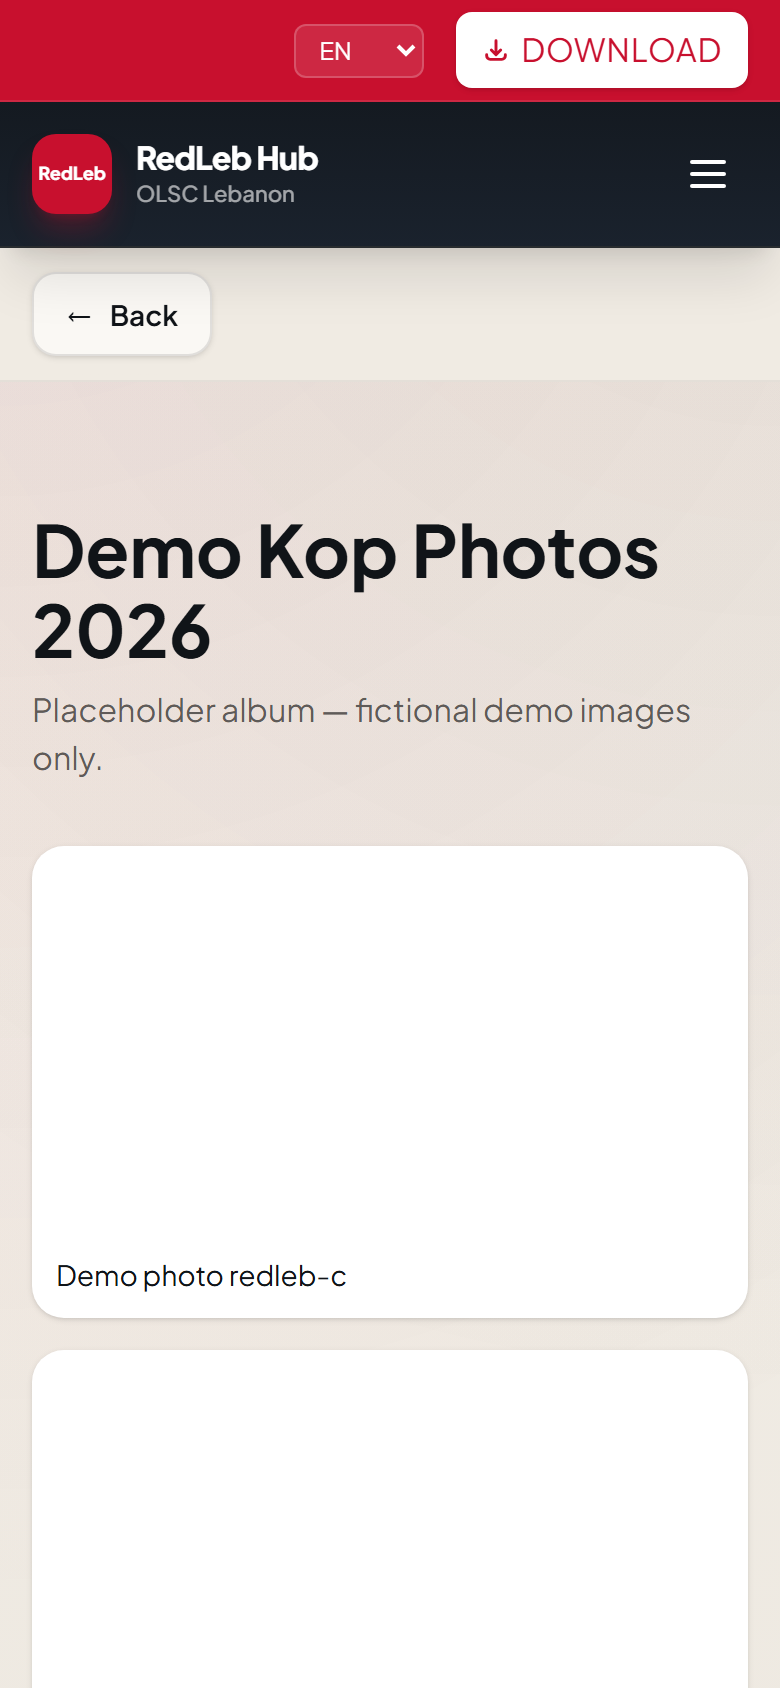 EN
DOWNLOAD
RedLeb
RedLeb Hub
OLSC Lebanon
← Back
Demo Kop Photos
2026
Placeholder album — fictional demo images
only.
Demo photo redleb-c